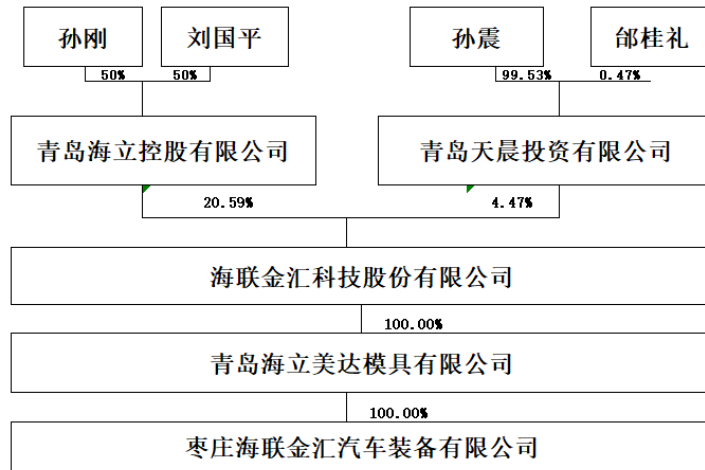 孙刚 刘国平 孙震 邰桂礼
50% 50% 99.53% 0.47%
青岛海立控股有限公司 青岛天晨投资有限公司
20.59% 4.47%
海联金汇科技股份有限公司
100.00%
青岛海立美达模具有限公司
100.00%
枣庄海联金汇汽车装备有限公司